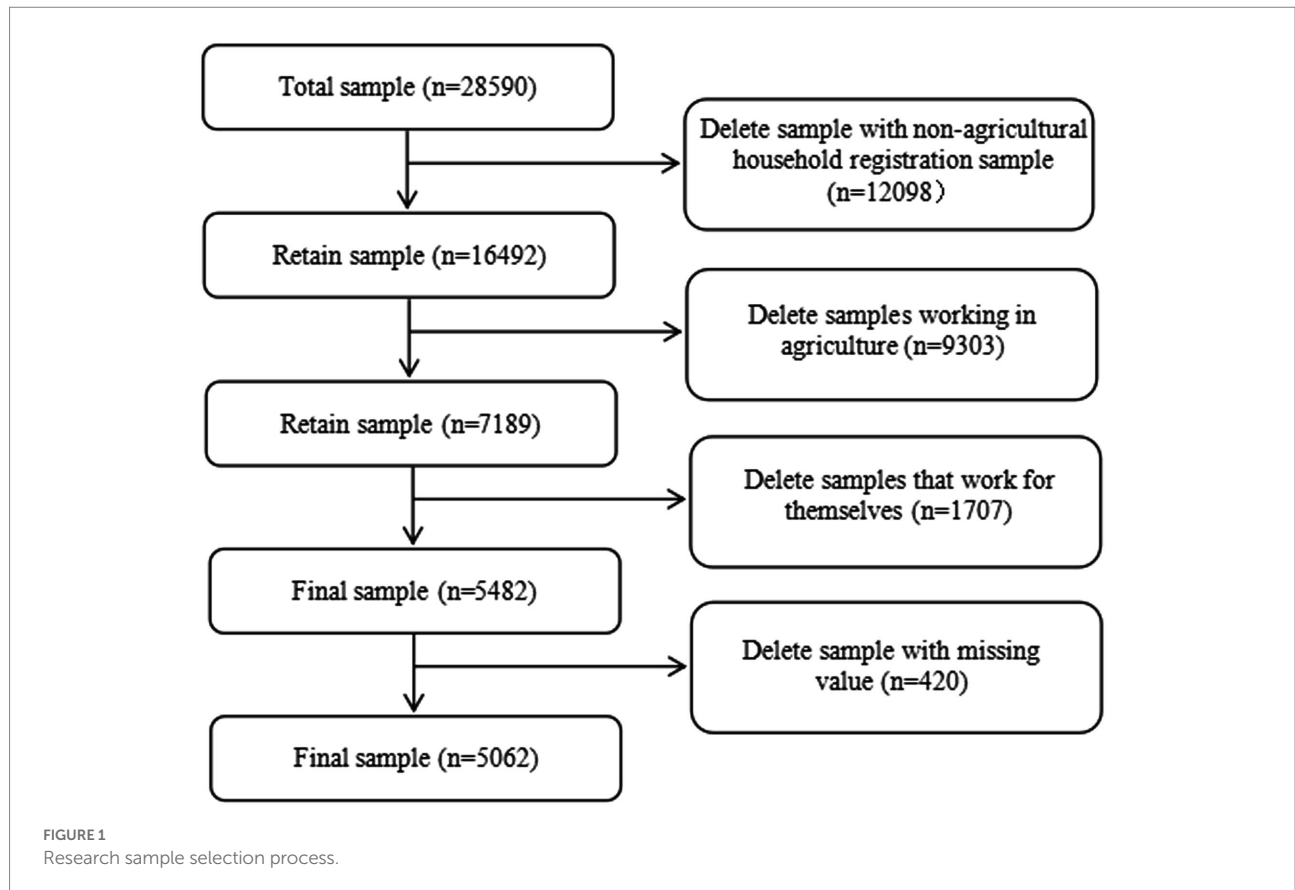 Total sample (n=28590)
Delete sample with non-agricultural
household registration sample
(n=12098）
Retain sample (n=16492)
Delete samples working in
agriculture (n=9303)
Retain sample (n=7189)
Delete samples that work for
themselves (n=1707)
Final sample (n=5482)
Delete sample with missing
value (n=420)
Final sample (n=5062)
FIGURE 1
Research sample selection process.